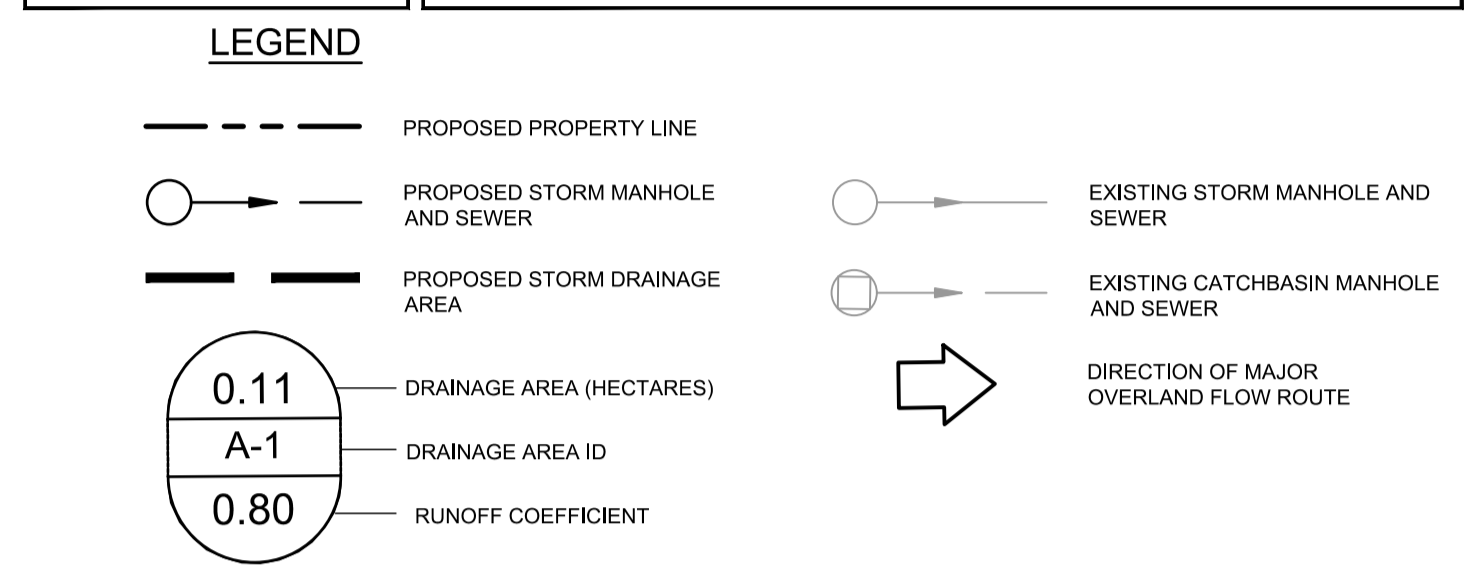 LEGEND
PROPOSED PROPERTY LINE
PROPOSED STORM MANHOLE
AND SEWER
PROPOSED STORM DRAINAGE
AREA
0.11
DRAINAGE AREA (HECTARES)
A-1
DRAINAGE AREA ID
0.80
RUNOFF COEFFICIENT
EXISTING STORM MANHOLE AND
SEWER
EXISTING CATCHBASIN MANHOLE
AND SEWER
DIRECTION OF MAJOR
OVERLAND FLOW ROUTE